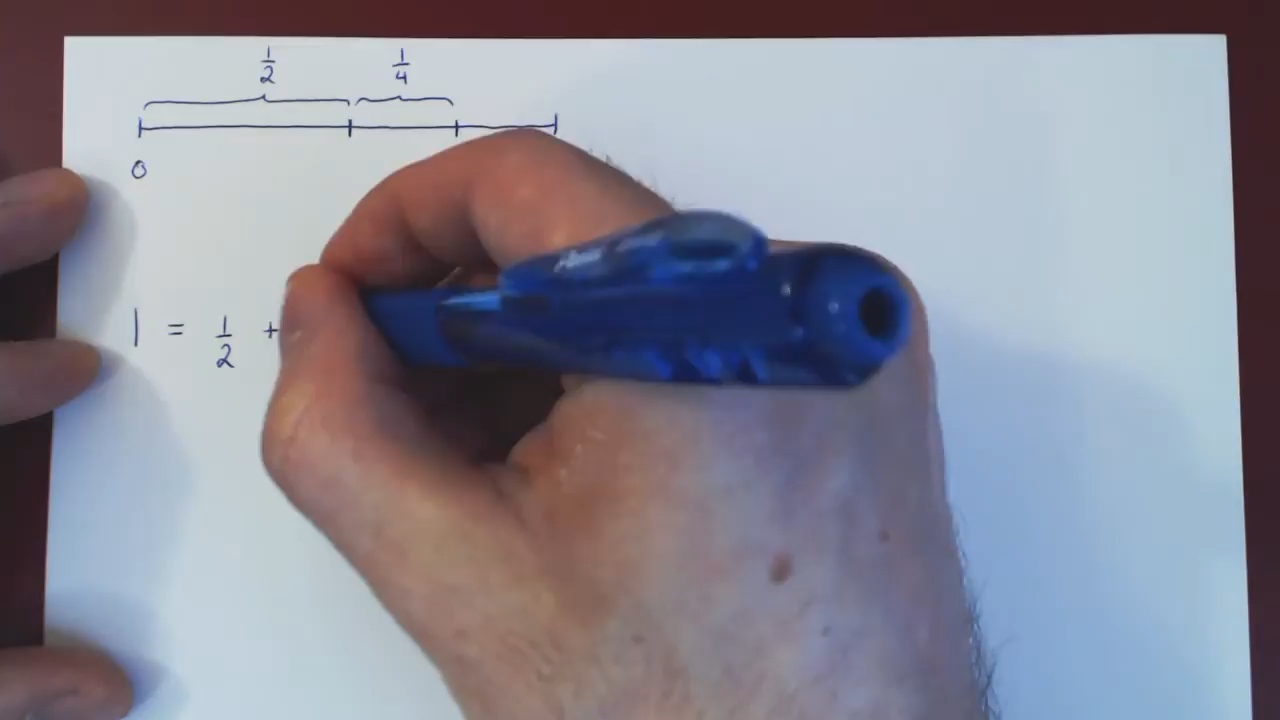 1/2 1/4
0
1 = 1/2 +